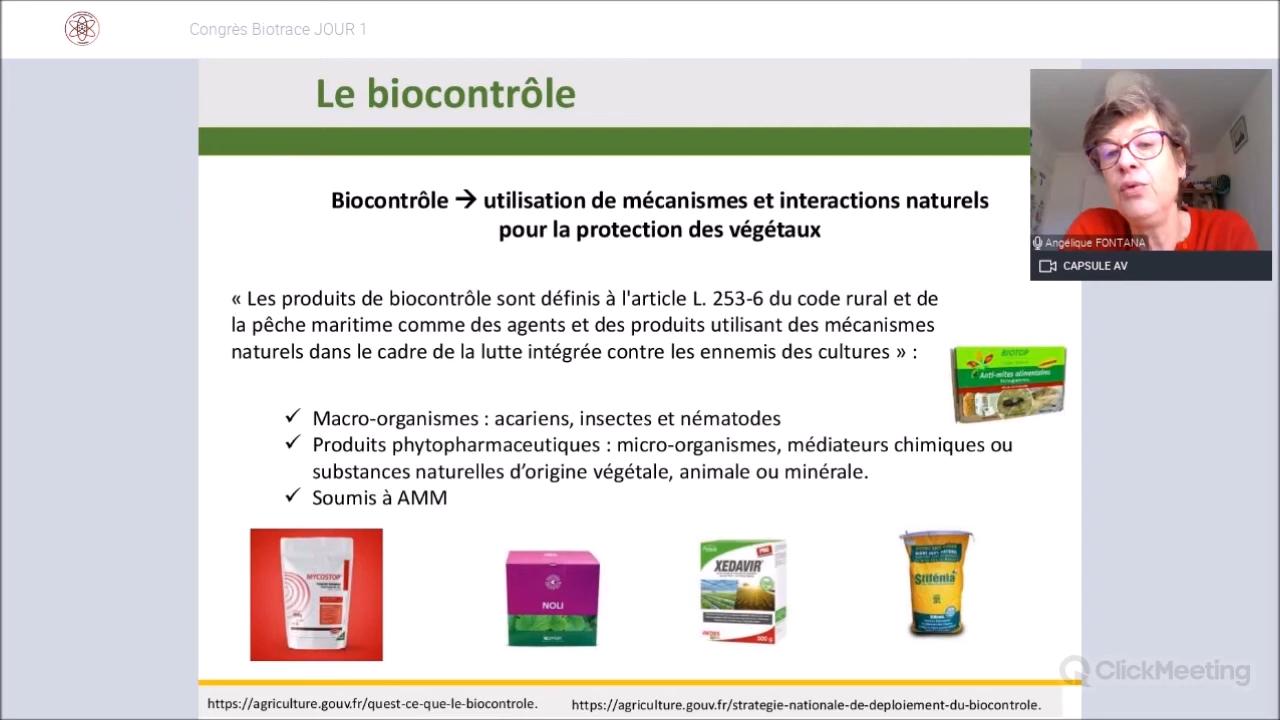 Congrès Biotrace JOUR 1
Le biocontrôle
Biocontrôle → utilisation de mécanismes et interactions naturels
pour la protection des végétaux
Angélique FONTANA
CAPSULE AV
« Les produits de biocontrôle sont définis à l'article L. 253-6 du code rural et de
la pêche maritime comme des agents et des produits utilisant des mécanismes
naturels dans le cadre de la lutte intégrée contre les ennemis des cultures » :
BIOTOP
Anti-mites alimentaires
✓ Macro-organismes : acariens, insectes et nématodes
✓ Produits phytopharmaceutiques : micro-organismes, médiateurs chimiques ou
substances naturelles d'origine végétale, animale ou minérale.
✓ Soumis à AMM
MYCOSTOP
NOLI
XEDAVIR
500 g
Stifénia
ClickMeeting
https://agriculture.gouv.fr/quest-ce-que-le-biocontrole.
https://agriculture.gouv.fr/strategie-nationale-de-deploiement-du-biocontrole.